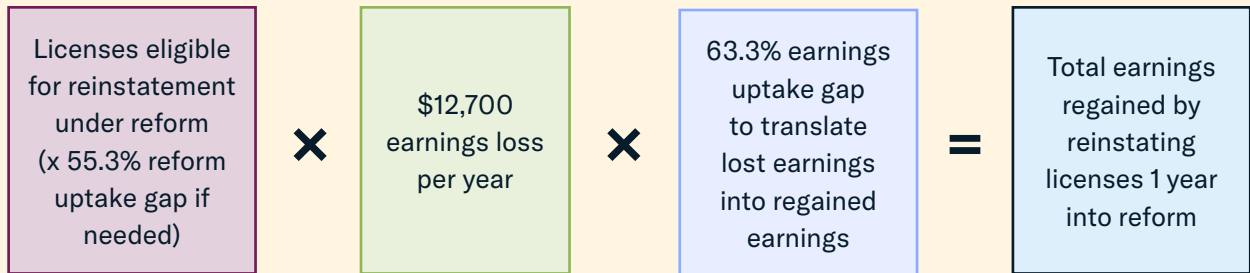 Licenses eligible
for reinstatement
under reform
(x 55.3% reform
uptake gap if
needed)
×
$12,700
earnings loss
per year
×
63.3% earnings
uptake gap
to translate
lost earnings
into regained
earnings
=
Total earnings
regained by
reinstating
licenses 1 year
into reform